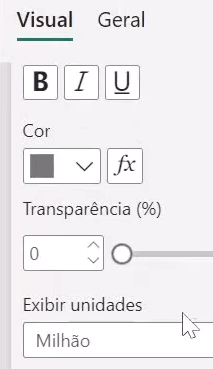 Visual Geral
B I U
Cor
fx
Transparência (%)
0
Exibir unidades
Milhão